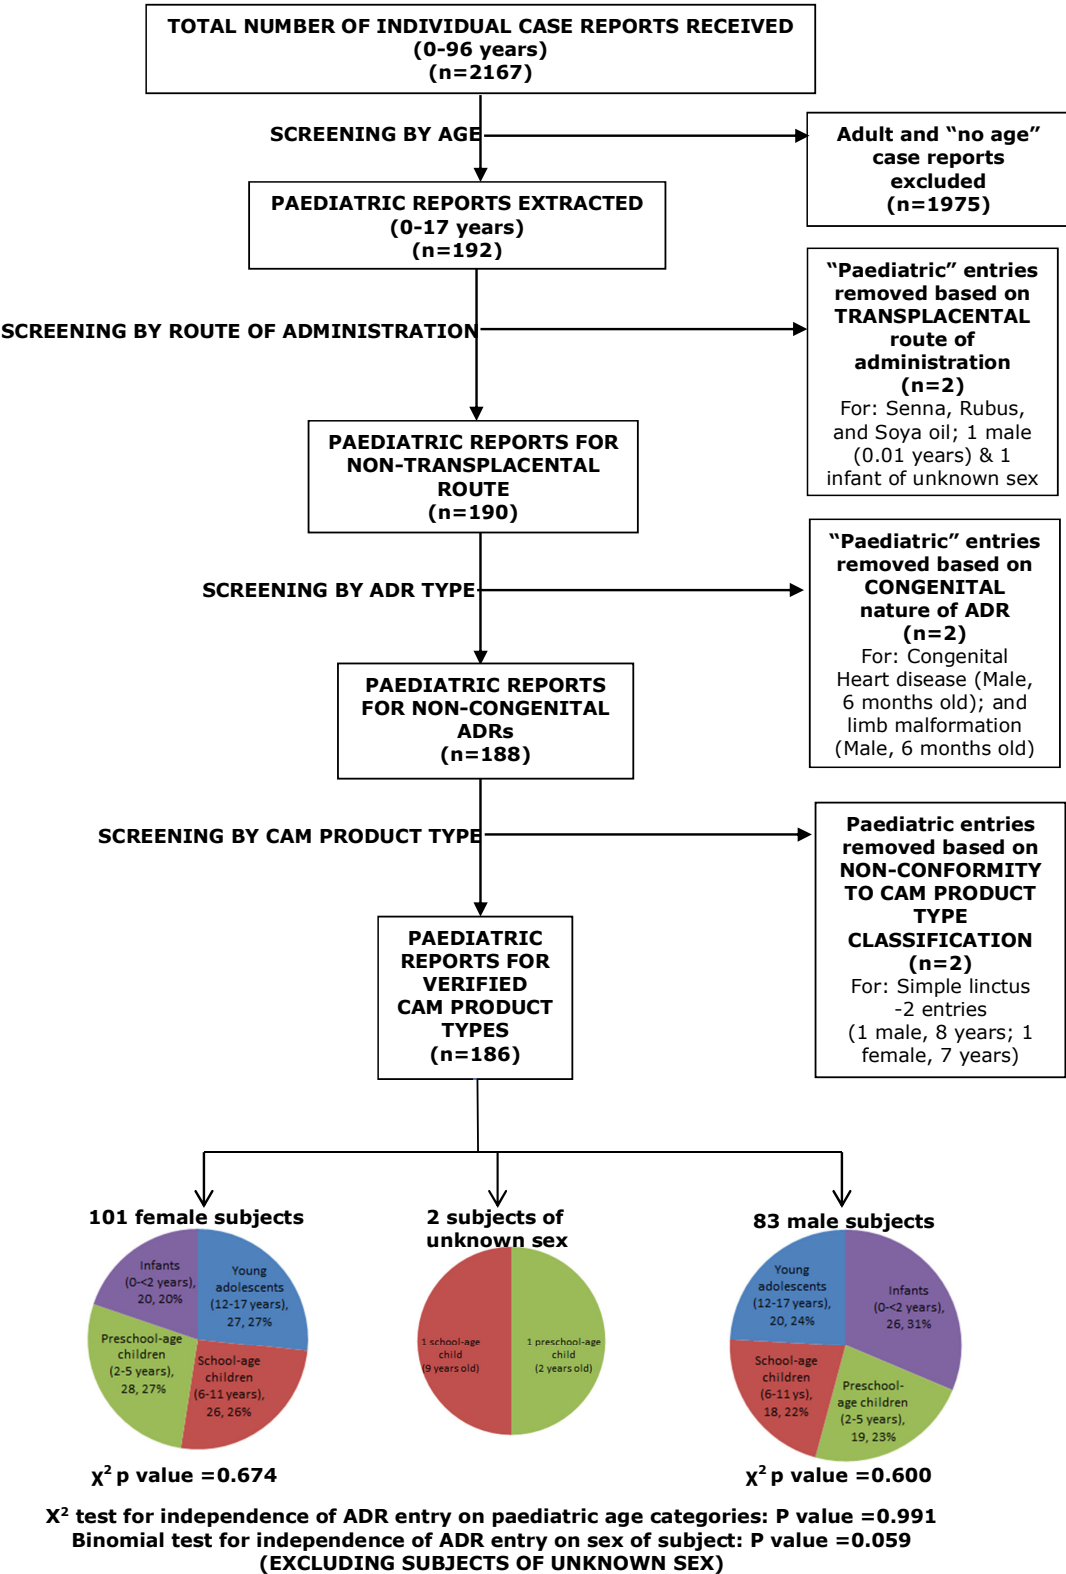 TOTAL NUMBER OF INDIVIDUAL CASE REPORTS RECEIVED
(0-96 years)
(n=2167)
SCREENING BY AGE
Adult and “no age”
case reports
excluded
(n=1975)
PAEDIATRIC REPORTS EXTRACTED
(0-17 years)
(n=192)
SCREENING BY ROUTE OF ADMINISTRATION
“Paediatric” entries
removed based on
TRANSPLACENTAL
route of
administration
(n=2)
For: Senna, Rubus,
and Soya oil; 1 male
(0.01 years) & 1
infant of unknown sex
PAEDIATRIC REPORTS FOR
NON-TRANSPLACENTAL
ROUTE
(n=190)
SCREENING BY ADR TYPE
“Paediatric” entries
removed based on
CONGENITAL
nature of ADR
(n=2)
For: Congenital
Heart disease (Male,
6 months old); and
limb malformation
(Male, 6 months old)
PAEDIATRIC REPORTS
FOR NON-CONGENITAL
ADRs
(n=188)
SCREENING BY CAM PRODUCT TYPE
Paediatric entries
removed based on
NON-CONFORMITY
TO CAM PRODUCT
TYPE
CLASSIFICATION
(n=2)
For: Simple linctus
-2 entries
(1 male, 8 years; 1
female, 7 years)
PAEDIATRIC
REPORTS FOR
VERIFIED
CAM PRODUCT
TYPES
(n=186)
101 female subjects
Infants
(0-<2 years),
20, 20%
Young
adolescents
(12-17 years),
27, 27%
Preschool-age
children
(2-5 years),
28, 27%
School-age
children
(6-11 years),
26, 26%
χ² p value =0.674
2 subjects of
unknown sex
1 school-age
child
(9 years old)
1 preschool-age
child
(2 years old)
83 male subjects
Young
adolescents
(12-17 years),
20, 24%
Infants
(0-<2 years),
26, 31%
School-age
children
(6-11 ys),
18, 22%
Preschool-
age children
(2-5 years),
19, 23%
χ² p value =0.600
X² test for independence of ADR entry on paediatric age categories: P value =0.991
Binomial test for independence of ADR entry on sex of subject: P value =0.059
(EXCLUDING SUBJECTS OF UNKNOWN SEX)